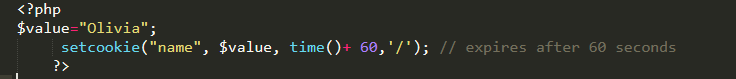 <?php
$value="Olivia";
setcookie("name", $value, time()+ 60,'/'); // expires after 60 seconds
?>